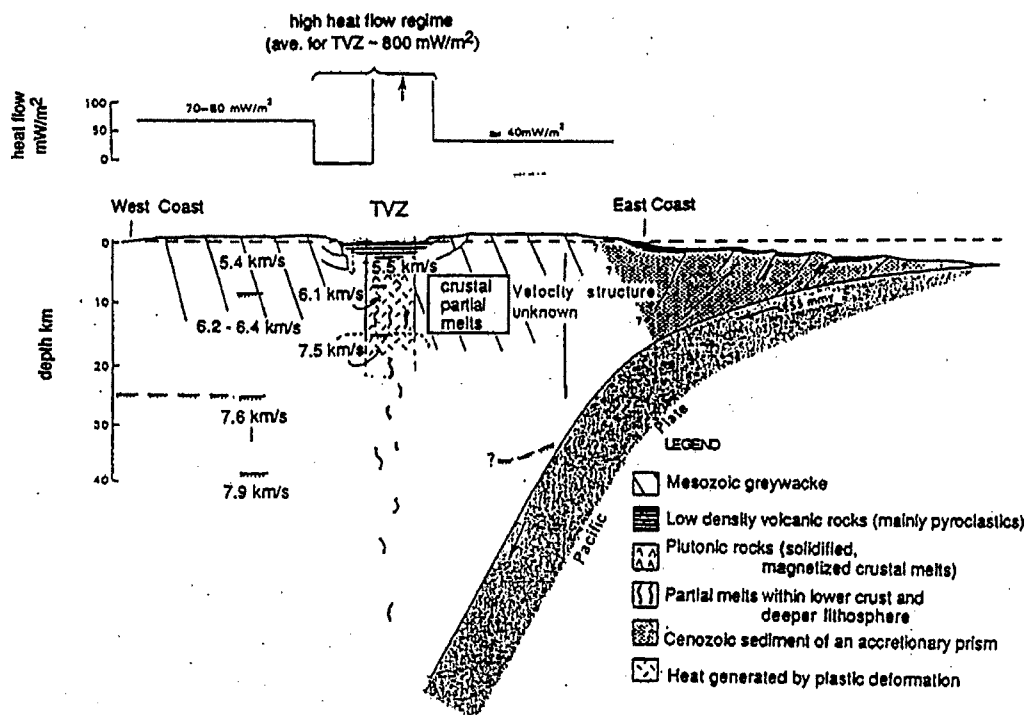 high heat flow regime
(ave. for TVZ ~ 800 mW/m²)
heat flow
mW/m²
100
50
0
70-80 mW/m²
≈ 40mW/m²
West Coast
TVZ
East Coast
depth km
0
10
20
30
40
5.4 km/s
5.5 km/s
6.1 km/s
6.2 - 6.4 km/s
7.5 km/s
7.6 km/s
7.9 km/s
crustal
partial
melts
Velocity structure
unknown
?
?
?
?
mmy
Pacific Plate
LEGEND
Mesozoic greywacke
Low density volcanic rocks (mainly pyroclastics)
Plutonic rocks (solidified,
magnetized crustal melts)
Partial melts within lower crust and
deeper lithosphere
Cenozoic sediment of an accretionary prism
Heat generated by plastic deformation